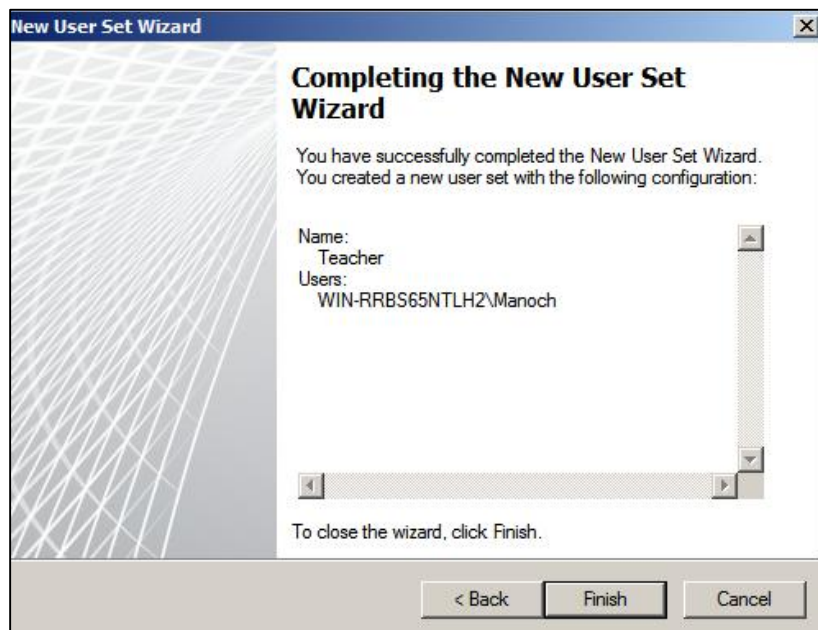 New User Set Wizard
Completing the New User Set
Wizard
You have successfully completed the New User Set Wizard.
You created a new user set with the following configuration:
Name:
Teacher
Users:
WIN-RRBS65NTLH2\Manoch
To close the wizard, click Finish.
< Back
Finish
Cancel